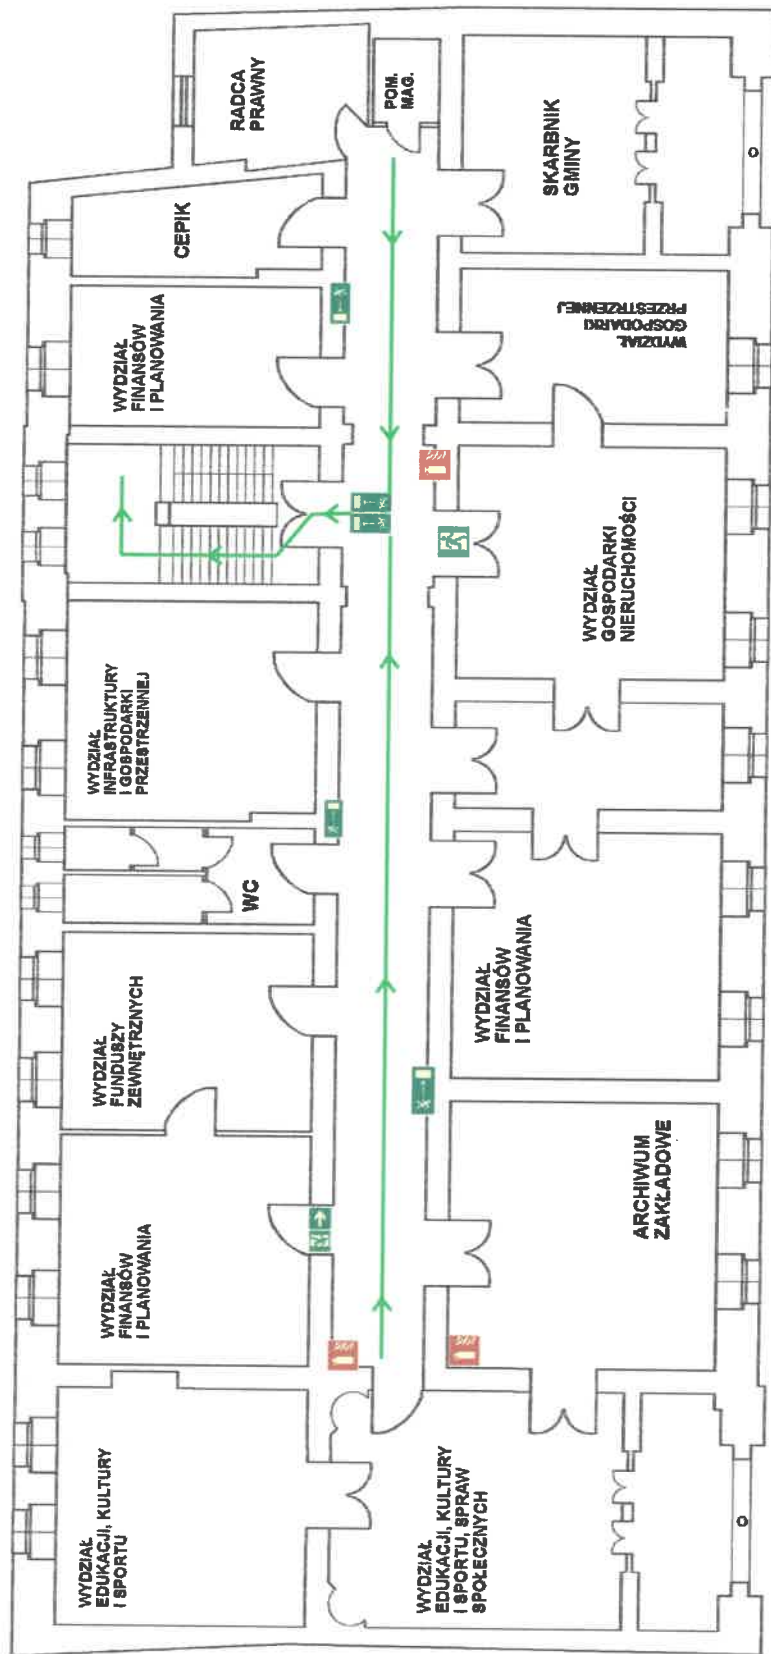 WYDZIAŁ
EDUKACJI, KULTURY
I SPORTU
WYDZIAŁ
FINANSÓW
I PLANOWANIA
WYDZIAŁ
FUNDUSZY
ZEWNĘTRZNYCH
WC
WYDZIAŁ
INFRASTRUKTURY
I GOSPODARKI
PRZESTRZENNEJ
WYDZIAŁ
FINANSÓW
I PLANOWANIA
CEPIK
RADCA
PRAWNY
POM.
MAG.
WYDZIAŁ
EDUKACJI, KULTURY
I SPORTU, SPRAW
SPOŁECZNYCH
ARCHIWUM
ZAKŁADOWE
WYDZIAŁ
FINANSÓW
I PLANOWANIA
WYDZIAŁ
GOSPODARKI
NIERUCHOMOŚCI
WYDZIAŁ
GOSPODARKI
PRZESTRZENNEJ
SKARBNIK
GMINY